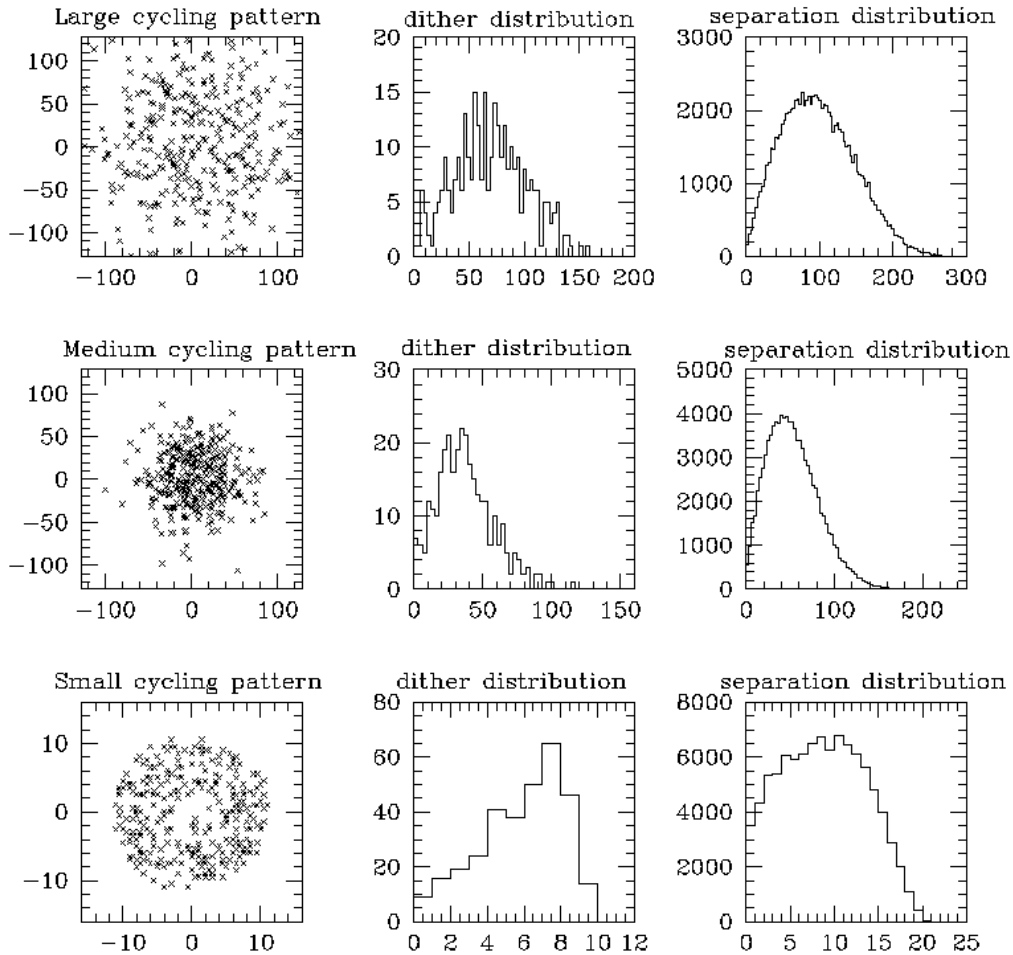 Large cycling pattern
dither distribution
separation distribution
100
50
0
−50
−100
−100 0 100
20
15
10
5
0
0 50 100 150 200
3000
2000
1000
0
0 100 200 300
Medium cycling pattern
dither distribution
separation distribution
100
50
0
−50
−100
−100 0 100
30
20
10
0
0 50 100 150
5000
4000
3000
2000
1000
0
0 100 200
Small cycling pattern
dither distribution
separation distribution
10
0
−10
−10 0 10
80
60
40
20
0
0 2 4 6 8 10 12
8000
6000
4000
2000
0
0 5 10 15 20 25